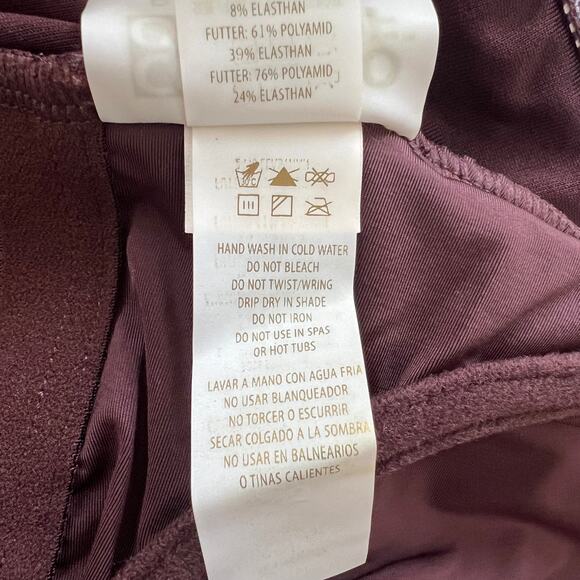 8% ELASTHAN
FUTTER: 61% POLYAMID
39% ELASTHAN
FUTTER: 76% POLYAMID
24% ELASTHAN
HAND WASH IN COLD WATER
DO NOT BLEACH
DO NOT TWIST/WRING
DRIP DRY IN SHADE
DO NOT IRON
DO NOT USE IN SPAS
OR HOT TUBS
LAVAR A MANO CON AGUA FRIA
NO USAR BLANQUEADOR
NO TORCER O ESCURRIR
SECAR COLGADO A LA SOMBRA
NO USAR EN BALNEARIOS
O TINAS CALIENTES